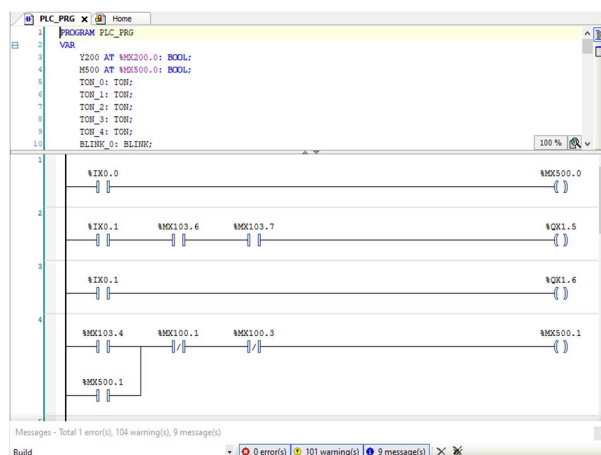 PLC_PRG Home
1 PROGRAM PLC_PRG
2 VAR
3 Y200 AT %MX200.0: BOOL;
4 M500 AT %MX500.0: BOOL;
5 TON_0: TON;
6 TON_1: TON;
7 TON_2: TON;
8 TON_3: TON;
9 TON_4: TON;
10 BLINK_0: BLINK;
100 %
1
%IX0.0 %MX500.0
2
%IX0.1 %MX103.6 %MX103.7 %QX1.5
3
%IX0.1 %QX1.6
4
%MX103.4 %MX100.1 %MX100.3 %MX500.1
%MX500.1
Messages - Total 1 error(s), 104 warning(s), 9 message(s)
Build 0 error(s) 101 warning(s) 9 message(s)